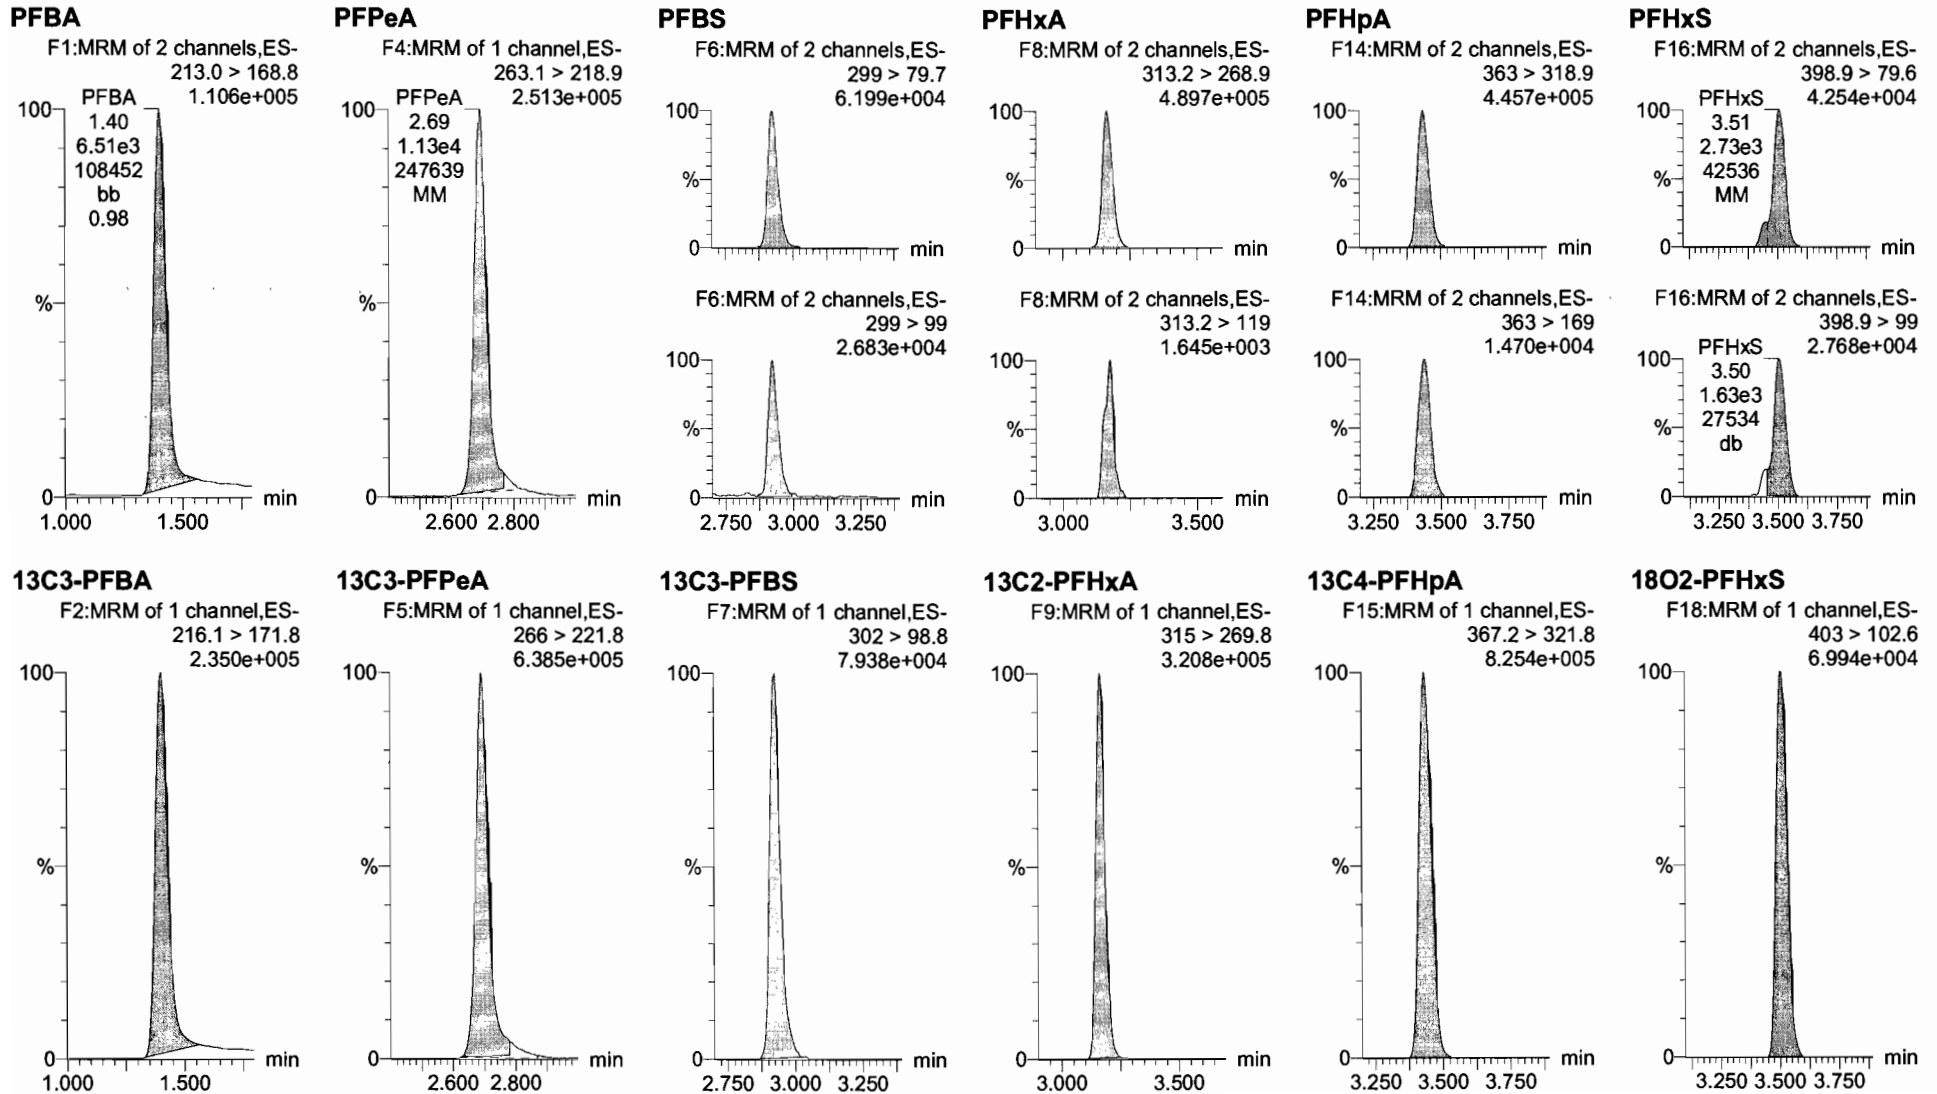 PFBA
F1:MRM of 2 channels,ES-
213.0 > 168.8
1.106e+005
PFBA
1.40
6.51e3
108452
bb
0.98
100
%
0
min
1.000 1.500
PFPeA
F4:MRM of 1 channel,ES-
263.1 > 218.9
2.513e+005
PFPeA
2.69
1.13e4
247639
MM
100
%
0
min
2.600 2.800
PFBS
F6:MRM of 2 channels,ES-
299 > 79.7
6.199e+004
100
%
0
min
F6:MRM of 2 channels,ES-
299 > 99
2.683e+004
100
%
0
min
2.750 3.000 3.250
PFHxA
F8:MRM of 2 channels,ES-
313.2 > 268.9
4.897e+005
100
%
0
min
F8:MRM of 2 channels,ES-
313.2 > 119
1.645e+003
100
%
0
min
3.000 3.500
PFHpA
F14:MRM of 2 channels,ES-
363 > 318.9
4.457e+005
100
%
0
min
F14:MRM of 2 channels,ES-
363 > 169
1.470e+004
100
%
0
min
3.250 3.500 3.750
PFHxS
F16:MRM of 2 channels,ES-
398.9 > 79.6
4.254e+004
PFHxS
3.51
2.73e3
42536
MM
100
%
0
min
F16:MRM of 2 channels,ES-
398.9 > 99
2.768e+004
PFHxS
3.50
1.63e3
27534
db
100
%
0
min
3.250 3.500 3.750
13C3-PFBA
F2:MRM of 1 channel,ES-
216.1 > 171.8
2.350e+005
100
%
0
min
1.000 1.500
13C3-PFPeA
F5:MRM of 1 channel,ES-
266 > 221.8
6.385e+005
100
%
0
min
2.600 2.800
13C3-PFBS
F7:MRM of 1 channel,ES-
302 > 98.8
7.938e+004
100
%
0
min
2.750 3.000 3.250
13C2-PFHxA
F9:MRM of 1 channel,ES-
315 > 269.8
3.208e+005
100
%
0
min
3.000 3.500
13C4-PFHpA
F15:MRM of 1 channel,ES-
367.2 > 321.8
8.254e+005
100
%
0
min
3.250 3.500 3.750
18O2-PFHxS
F18:MRM of 1 channel,ES-
403 > 102.6
6.994e+004
100
%
0
min
3.250 3.500 3.750